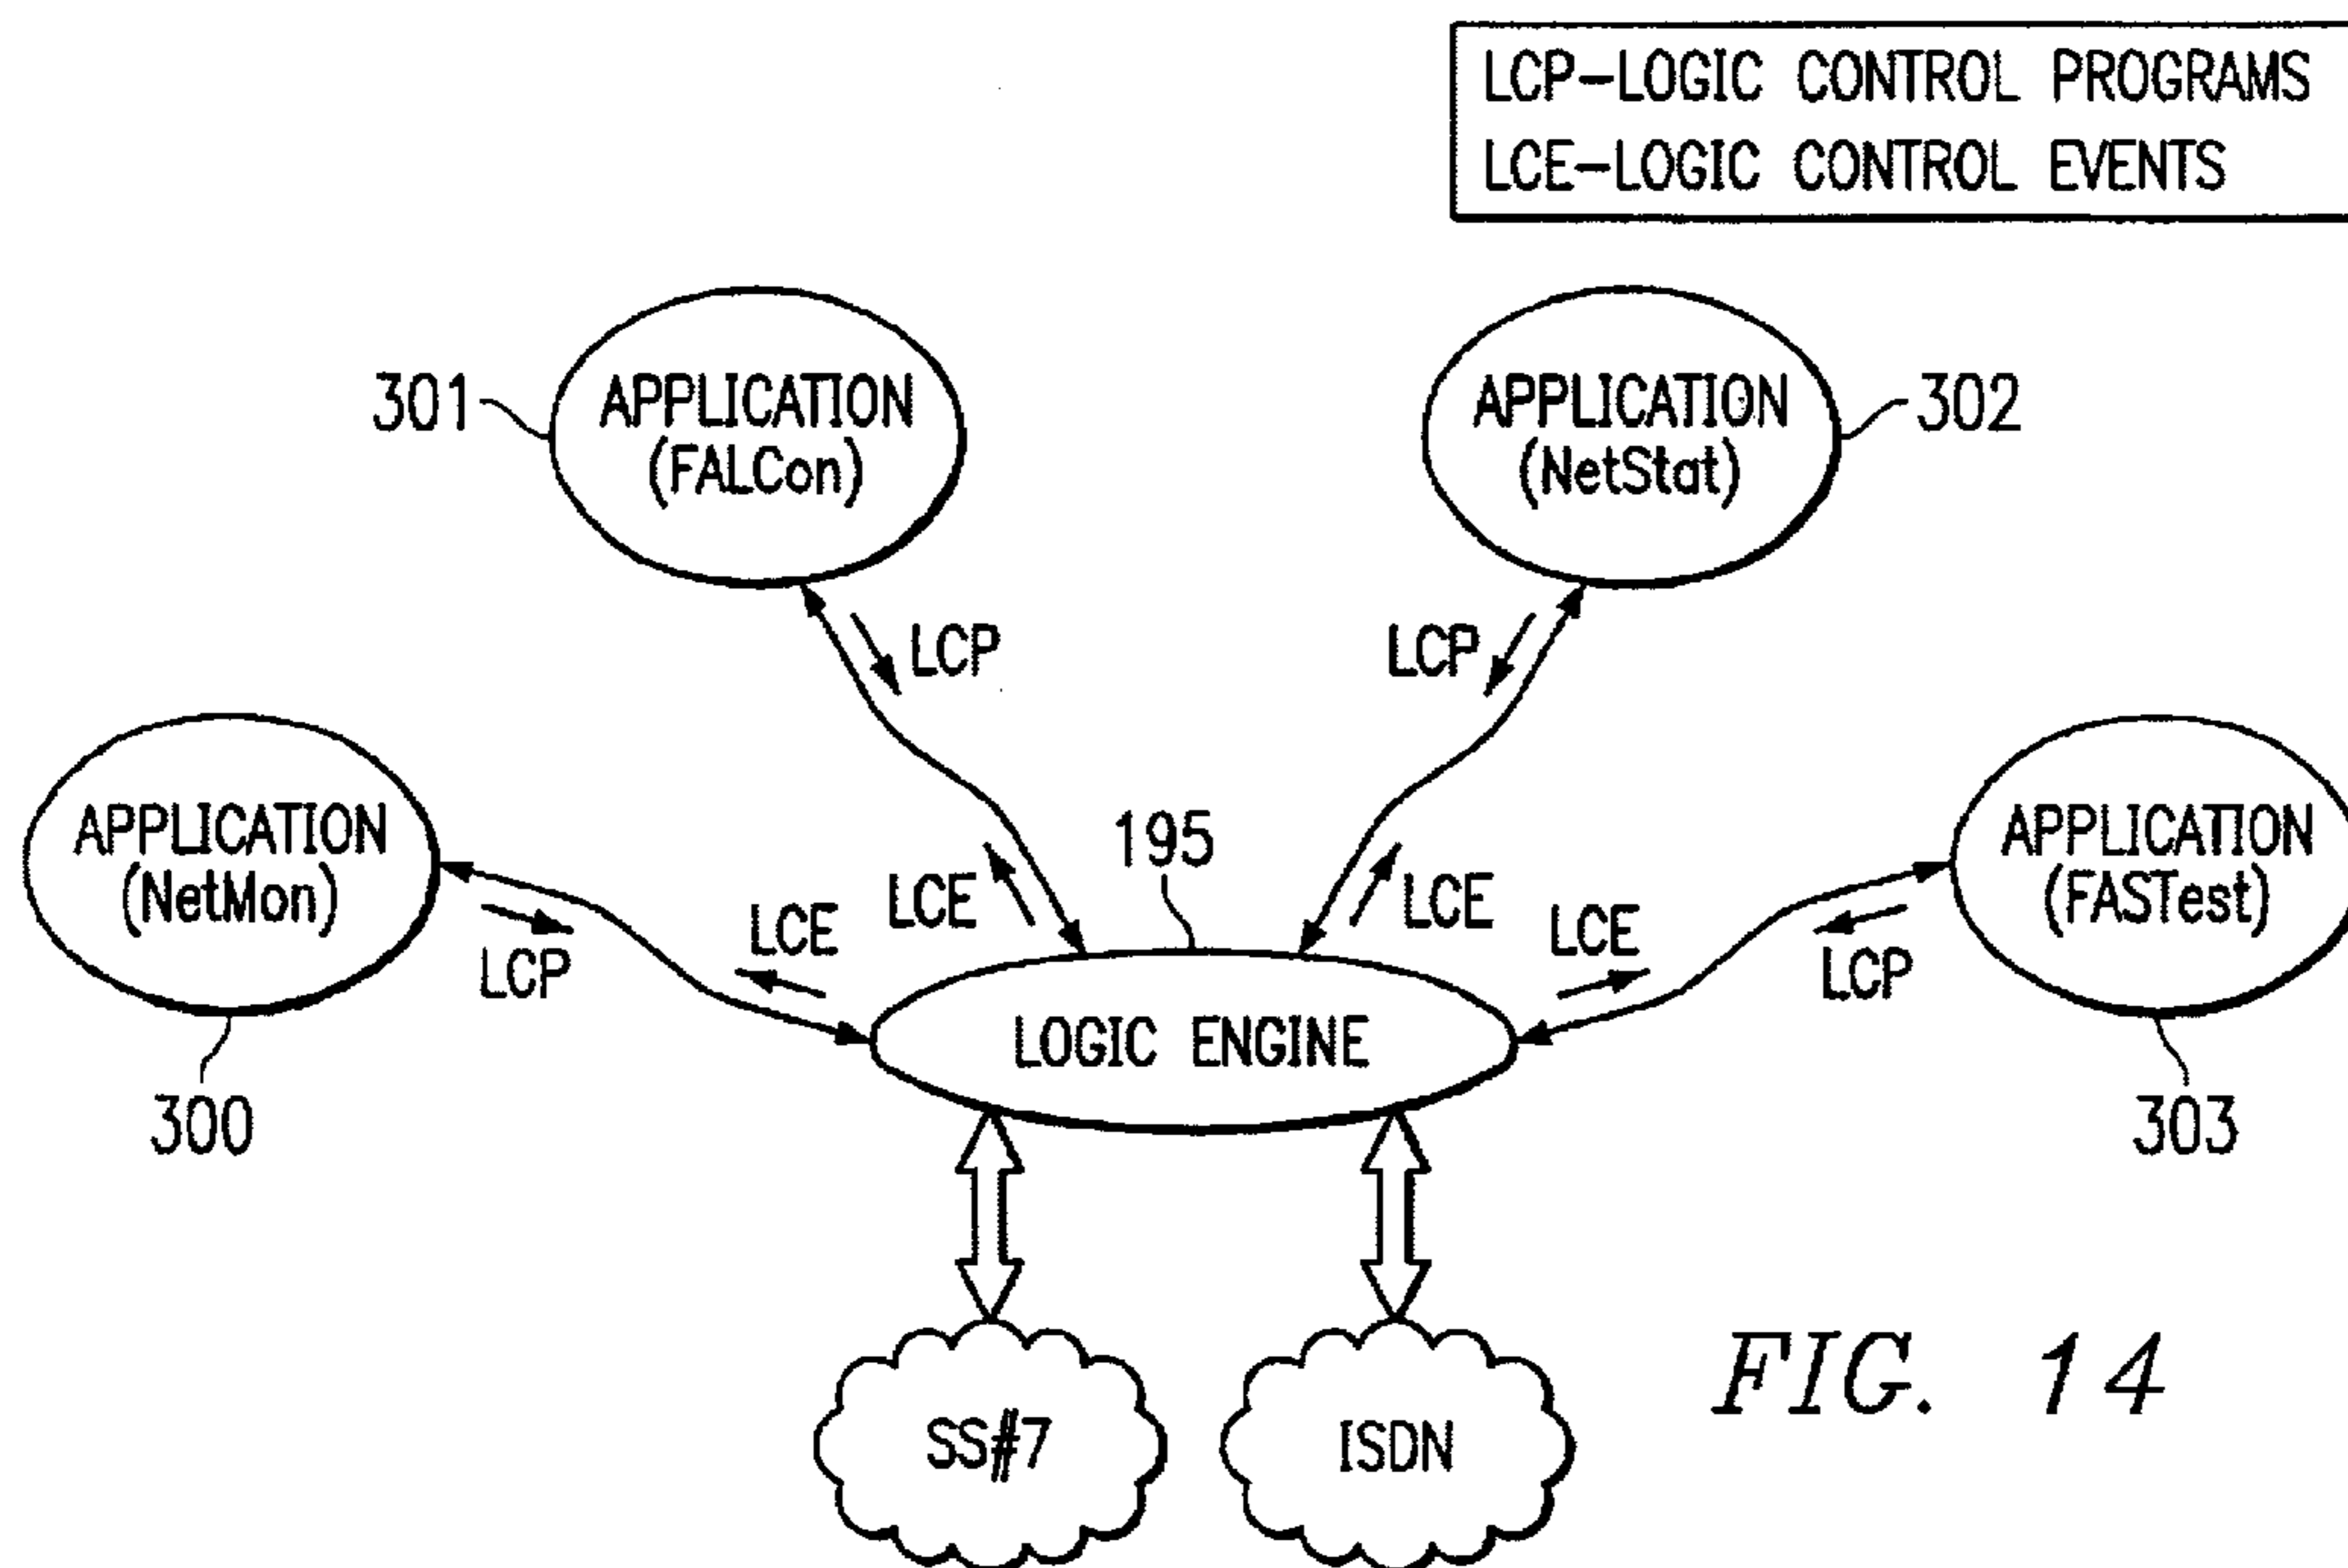 LCP-LOGIC CONTROL PROGRAMS
LCE-LOGIC CONTROL EVENTS
301
APPLICATION
(FALCon)
APPLICATION
(NetStat)
302
LCP
LCP
APPLICATION
(NetMon)
LCP
300
LCE
LCE
195
LCE
LCE
APPLICATION
(FASTest)
LCP
303
LOGIC ENGINE
SS#7
ISDN
FIG. 14